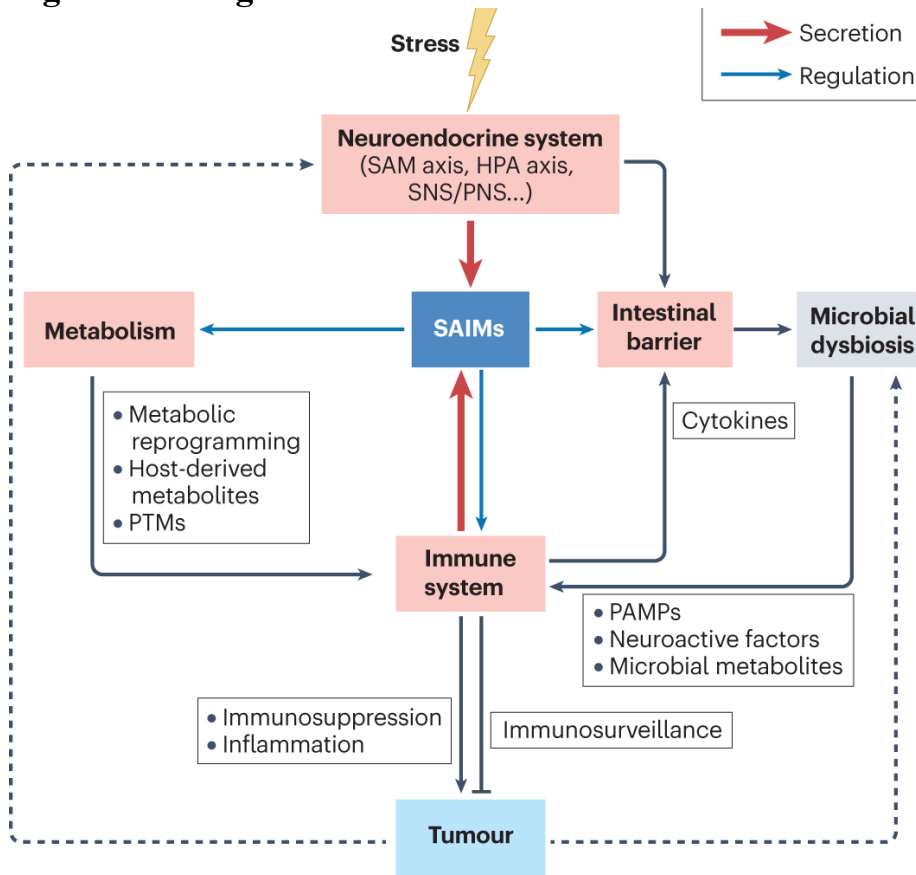 Stress
Secretion
Regulation
Neuroendocrine system
(SAM axis, HPA axis,
SNS/PNS...)
Metabolism
SAIMs
Intestinal
barrier
Microbial
dysbiosis
• Metabolic
reprogramming
• Host-derived
metabolites
• PTMs
Cytokines
Immune
system
• PAMPs
• Neuroactive factors
• Microbial metabolites
• Immunosuppression
• Inflammation
Immunosurveillance
Tumour